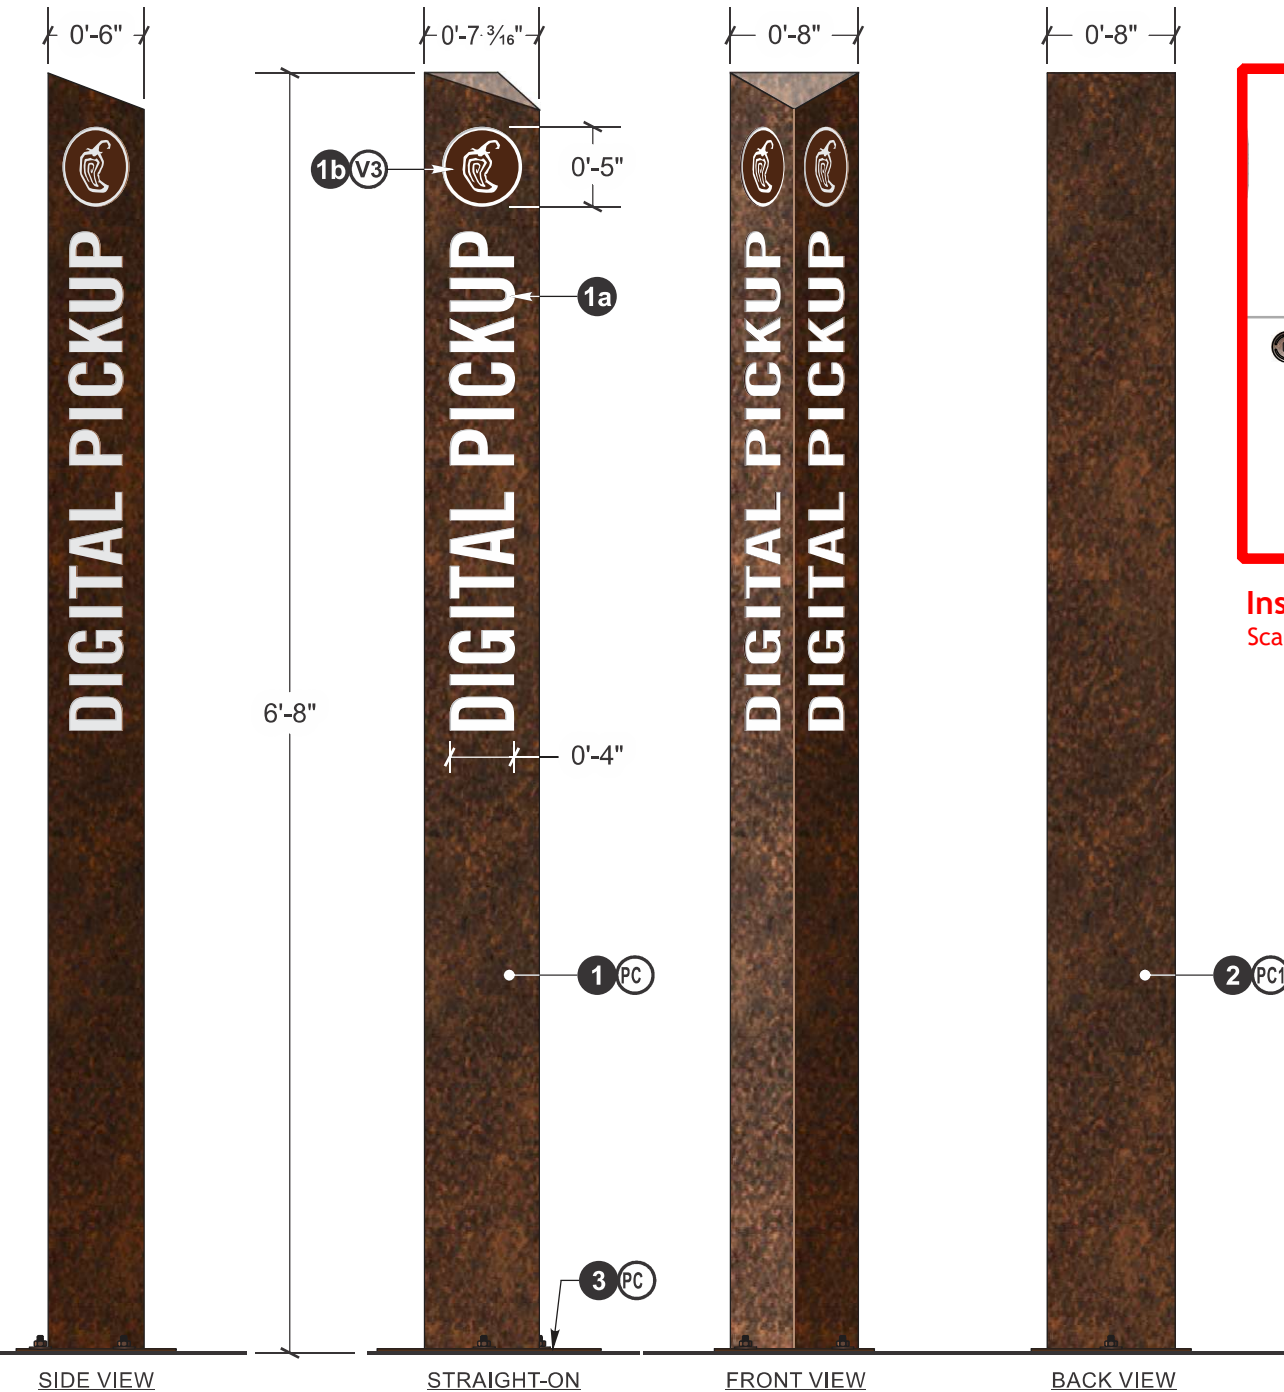 0'-6"
0'-7 3/16"
0'-8"
0'-8"
1b V3
0'-5"
1a
DIGITAL PICKUP
DIGITAL PICKUP
DIGITAL PICKUP
DIGITAL PICKUP
6'-8"
0'-4"
1 PC
2 PC1
3 PC
SIDE VIEW
STRAIGHT-ON
FRONT VIEW
BACK VIEW